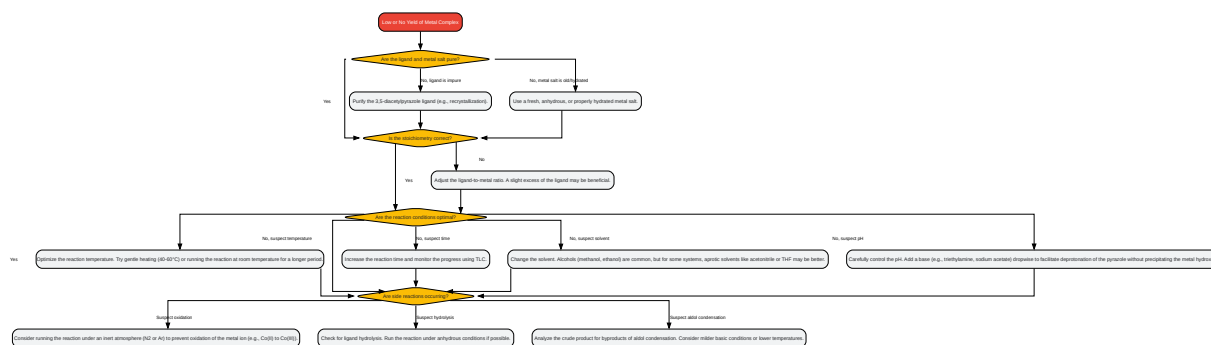 Low or No Yield of Metal Complex
Are the ligand and metal salt pure?
No, ligand is impure
No, metal salt is old/hydrated
Yes
Purify the 3,5-diacetylpyrazole ligand (e.g., recrystallization).
Use a fresh, anhydrous, or properly hydrated metal salt.
Is the stoichiometry correct?
No
Yes
Adjust the ligand-to-metal ratio. A slight excess of the ligand may be beneficial.
Are the reaction conditions optimal?
No, suspect temperature
No, suspect time
No, suspect solvent
No, suspect pH
Yes
Optimize the reaction temperature. Try gentle heating (40-60°C) or running the reaction at room temperature for a longer period.
Increase the reaction time and monitor the progress using TLC.
Change the solvent. Alcohols (methanol, ethanol) are common, but for some systems, aprotic solvents like acetonitrile or THF may be better.
Carefully control the pH. Add a base (e.g., triethylamine, sodium acetate) dropwise to facilitate deprotonation of the pyrazole without precipitating the metal
Are side reactions occurring?
Suspect oxidation
Suspect hydrolysis
Suspect aldol condensation
Consider running the reaction under an inert atmosphere (N2 or Ar) to prevent oxidation of the metal ion (e.g., Co(II) to Co(III)).
Check for ligand hydrolysis. Run the reaction under anhydrous conditions if possible.
Analyze the crude product for byproducts of aldol condensation. Consider milder basic conditions or lower temperatures.